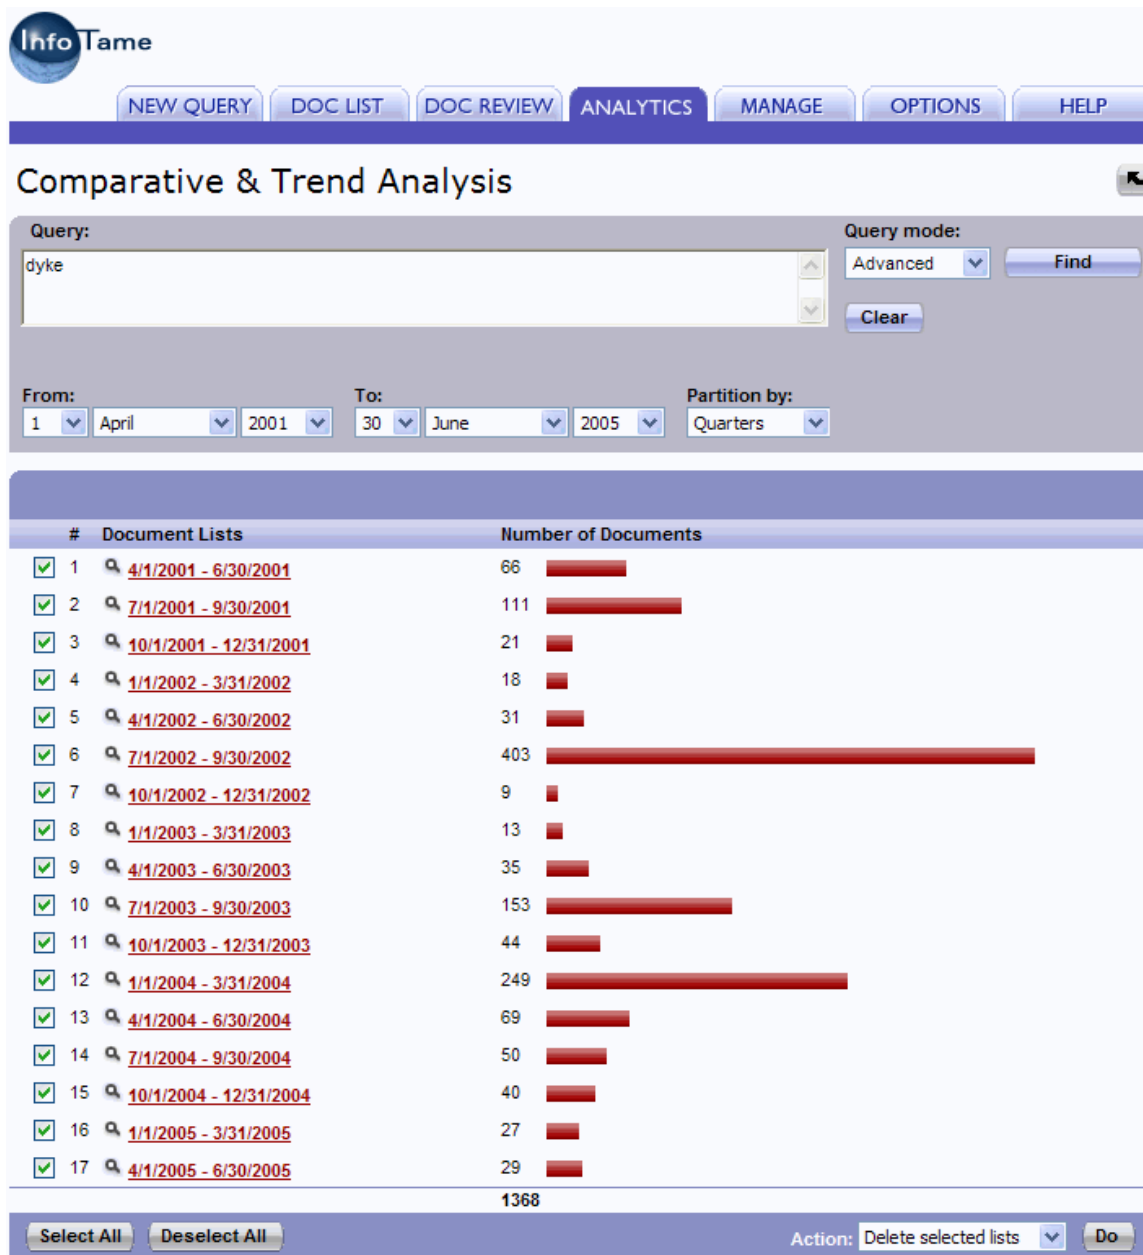 InfoTame
NEW QUERY DOC LIST DOC REVIEW ANALYTICS MANAGE OPTIONS HELP
Comparative & Trend Analysis
Query: Query mode:
dyke Advanced Find
Clear
From: To: Partition by:
1 April 2001 30 June 2005 Quarters
# Document Lists Number of Documents
1 4/1/2001 - 6/30/2001 66
2 7/1/2001 - 9/30/2001 111
3 10/1/2001 - 12/31/2001 21
4 1/1/2002 - 3/31/2002 18
5 4/1/2002 - 6/30/2002 31
6 7/1/2002 - 9/30/2002 403
7 10/1/2002 - 12/31/2002 9
8 1/1/2003 - 3/31/2003 13
9 4/1/2003 - 6/30/2003 35
10 7/1/2003 - 9/30/2003 153
11 10/1/2003 - 12/31/2003 44
12 1/1/2004 - 3/31/2004 249
13 4/1/2004 - 6/30/2004 69
14 7/1/2004 - 9/30/2004 50
15 10/1/2004 - 12/31/2004 40
16 1/1/2005 - 3/31/2005 27
17 4/1/2005 - 6/30/2005 29
1368
Select All Deselect All Action: Delete selected lists Do